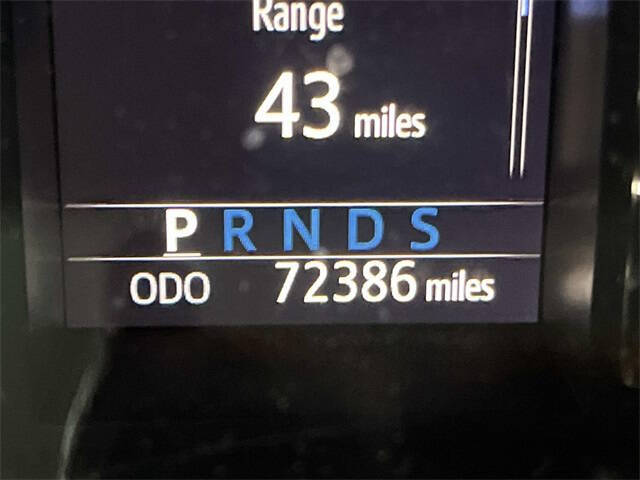 Range
43 miles
P R N D S
ODO 72386 miles